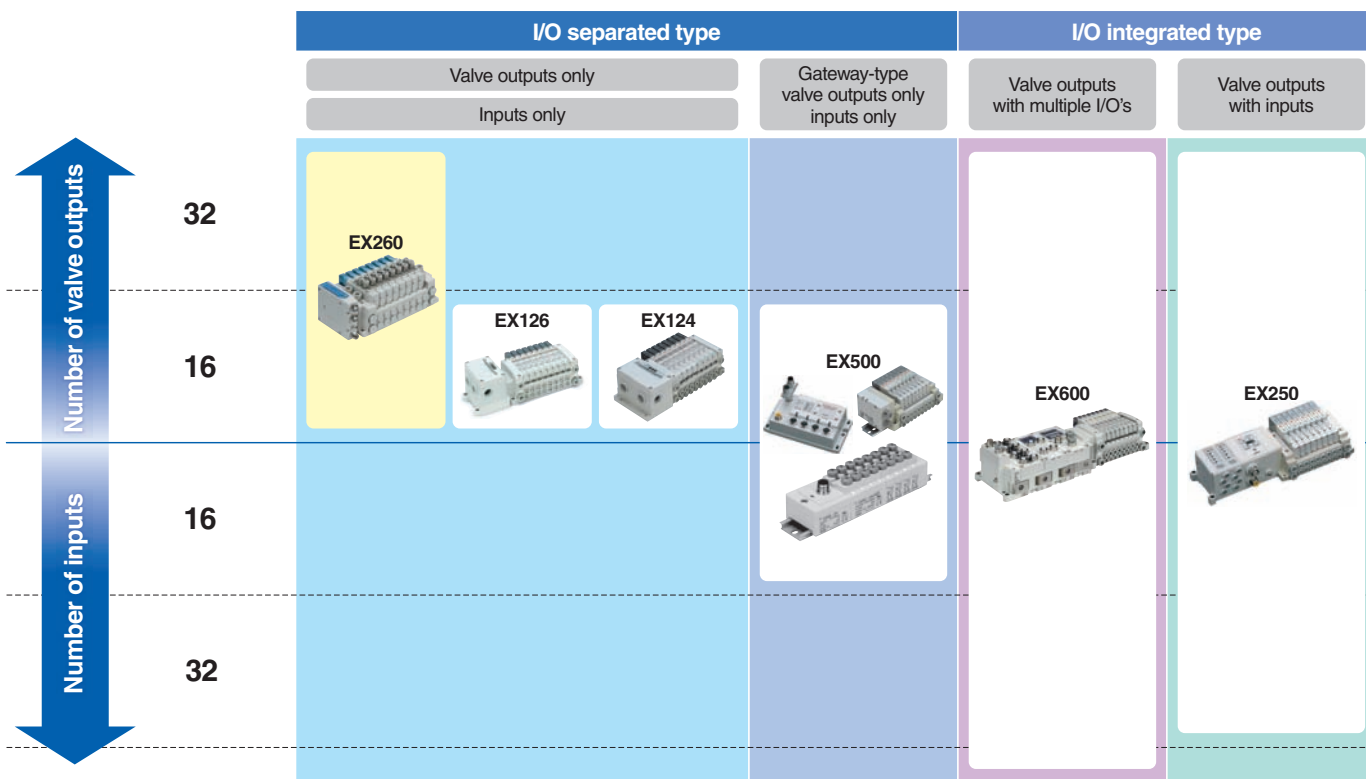 I/O separated type
I/O integrated type
Valve outputs only
Inputs only
Gateway-type
valve outputs only
inputs only
Valve outputs
with multiple I/O's
Valve outputs
with inputs
Number of valve outputs
32
16
Number of inputs
16
32
EX260
EX126
EX124
EX500
EX600
EX250